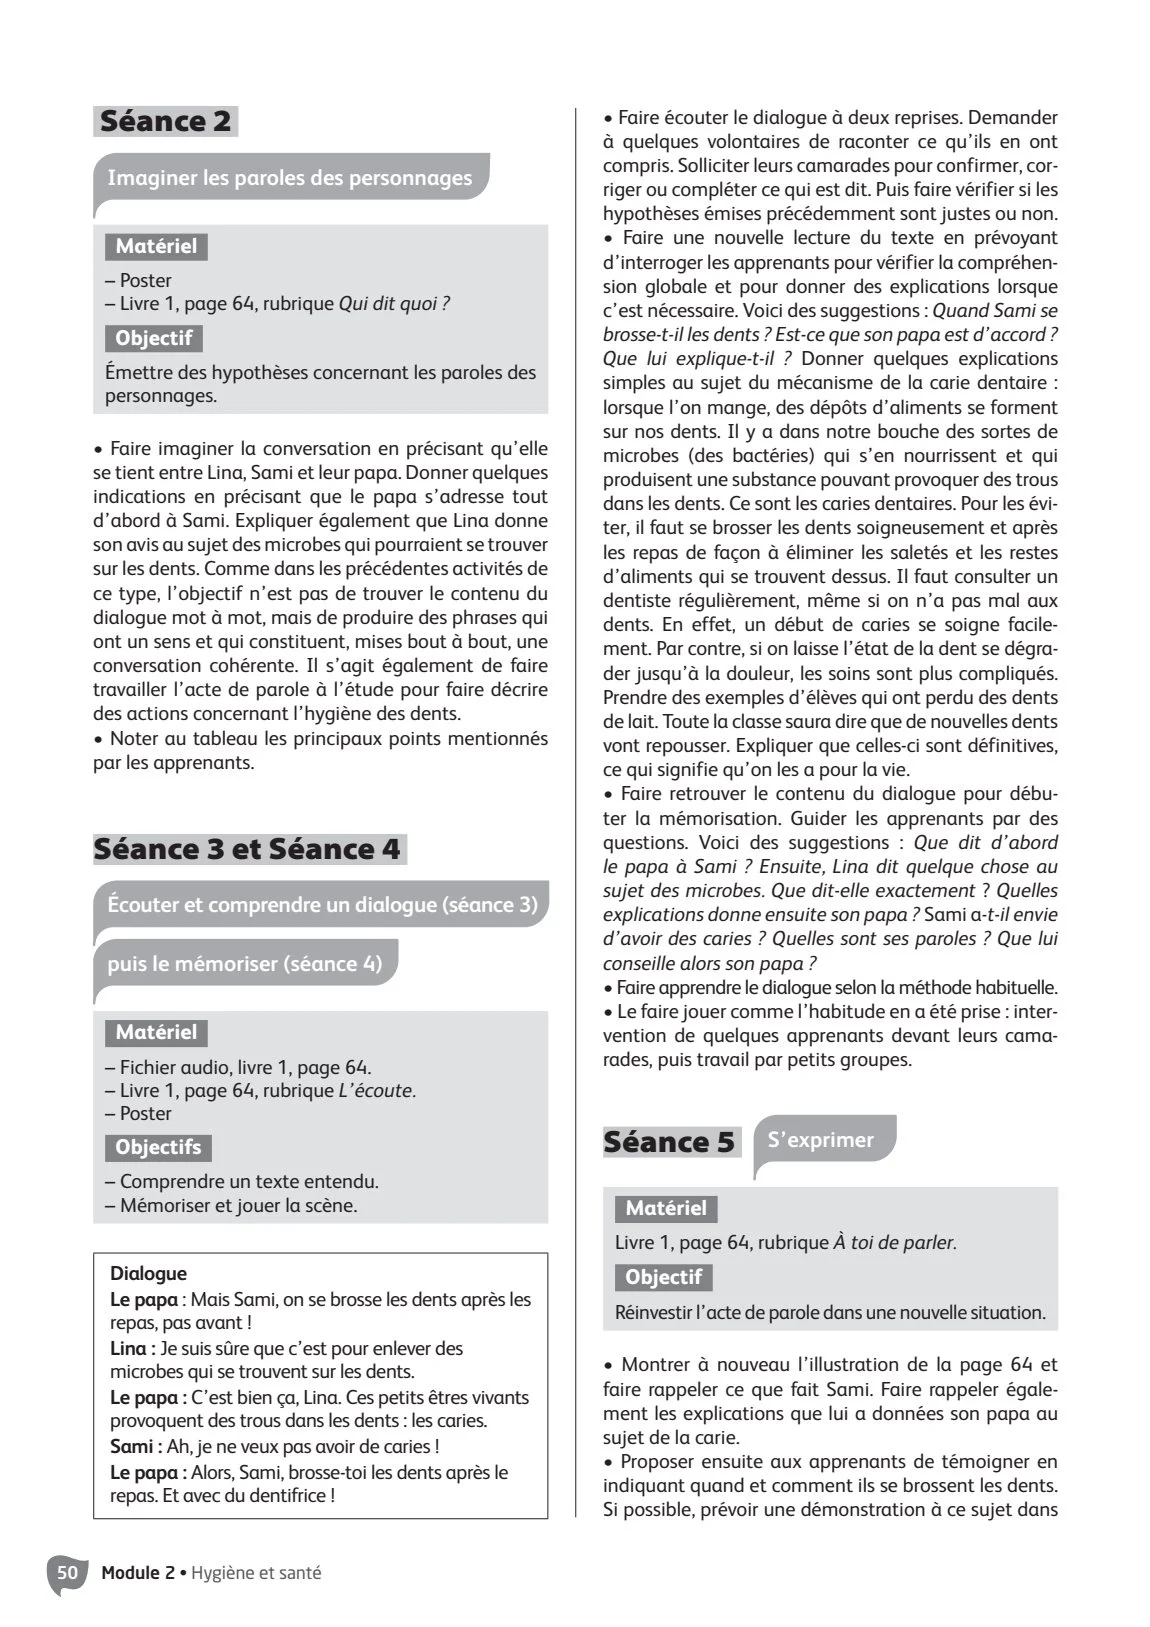 Séance 2
Imaginer les paroles des personnages
Matériel
– Poster
– Livre 1, page 64, rubrique Qui dit quoi ?
Objectif
Émettre des hypothèses concernant les paroles des
personnages.
• Faire imaginer la conversation en précisant qu’elle
se tient entre Lina, Sami et leur papa. Donner quelques
indications en précisant que le papa s’adresse tout
d’abord à Sami. Expliquer également que Lina donne
son avis au sujet des microbes qui pourraient se trouver
sur les dents. Comme dans les précédentes activités de
ce type, l’objectif n’est pas de trouver le contenu du
dialogue mot à mot, mais de produire des phrases qui
ont un sens et qui constituent, mises bout à bout, une
conversation cohérente. Il s’agit également de faire
travailler l’acte de parole à l’étude pour faire décrire
des actions concernant l’hygiène des dents.
• Noter au tableau les principaux points mentionnés
par les apprenants.
Séance 3 et Séance 4
Écouter et comprendre un dialogue (séance 3)
puis le mémoriser (séance 4)
Matériel
– Fichier audio, livre 1, page 64.
– Livre 1, page 64, rubrique L’écoute.
– Poster
Objectifs
– Comprendre un texte entendu.
– Mémoriser et jouer la scène.
Dialogue
Le papa : Mais Sami, on se brosse les dents après les
repas, pas avant !
Lina : Je suis sûre que c’est pour enlever des
microbes qui se trouvent sur les dents.
Le papa : C’est bien ça, Lina. Ces petits êtres vivants
provoquent des trous dans les dents : les caries.
Sami : Ah, je ne veux pas avoir de caries !
Le papa : Alors, Sami, brosse-toi les dents après le
repas. Et avec du dentifrice !
• Faire écouter le dialogue à deux reprises. Demander
à quelques volontaires de raconter ce qu’ils en ont
compris. Solliciter leurs camarades pour confirmer, cor-
riger ou compléter ce qui est dit. Puis faire vérifier si les
hypothèses émises précédemment sont justes ou non.
• Faire une nouvelle lecture du texte en prévoyant
d’interroger les apprenants pour vérifier la compréhen-
sion globale et pour donner des explications lorsque
c’est nécessaire. Voici des suggestions : Quand Sami se
brosse-t-il les dents ? Est-ce que son papa est d’accord ?
Que lui explique-t-il ? Donner quelques explications
simples au sujet du mécanisme de la carie dentaire :
lorsque l’on mange, des dépôts d’aliments se forment
sur nos dents. Il y a dans notre bouche des sortes de
microbes (des bactéries) qui s’en nourrissent et qui
produisent une substance pouvant provoquer des trous
dans les dents. Ce sont les caries dentaires. Pour les évi-
ter, il faut se brosser les dents soigneusement et après
les repas de façon à éliminer les saletés et les restes
d’aliments qui se trouvent dessus. Il faut consulter un
dentiste régulièrement, même si on n’a pas mal aux
dents. En effet, un début de caries se soigne facile-
ment. Par contre, si on laisse l’état de la dent se dégra-
der jusqu’à la douleur, les soins sont plus compliqués.
Prendre des exemples d’élèves qui ont perdu des dents
de lait. Toute la classe saura dire que de nouvelles dents
vont repousser. Expliquer que celles-ci sont définitives,
ce qui signifie qu’on les a pour la vie.
• Faire retrouver le contenu du dialogue pour débu-
ter la mémorisation. Guider les apprenants par des
questions. Voici des suggestions : Que dit d’abord
le papa à Sami ? Ensuite, Lina dit quelque chose au
sujet des microbes. Que dit-elle exactement ? Quelles
explications donne ensuite son papa ? Sami a-t-il envie
d’avoir des caries ? Quelles sont ses paroles ? Que lui
conseille alors son papa ?
• Faire apprendre le dialogue selon la méthode habituelle.
• Le faire jouer comme l’habitude en a été prise : inter-
vention de quelques apprenants devant leurs cama-
rades, puis travail par petits groupes.
Séance 5
S’exprimer
Matériel
Livre 1, page 64, rubrique À toi de parler.
Objectif
Réinvestir l’acte de parole dans une nouvelle situation.
• Montrer à nouveau l’illustration de la page 64 et
faire rappeler ce que fait Sami. Faire rappeler égale-
ment les explications que lui a données son papa au
sujet de la carie.
• Proposer ensuite aux apprenants de témoigner en
indiquant quand et comment ils se brossent les dents.
Si possible, prévoir une démonstration à ce sujet dans
50 Module 2 • Hygiène et santé